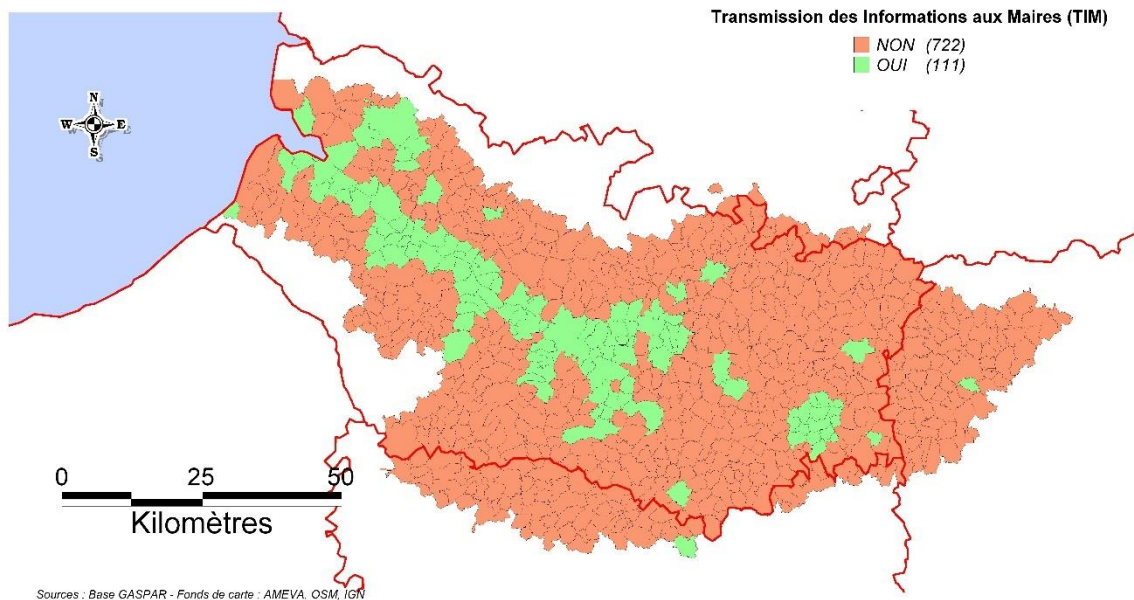 Transmission des Informations aux Maires (TIM)
NON (722)
OUI (111)
N
W E
S
0 25 50
Kilomètres
Sources : Base GASPAR - Fonds de carte : AMEVA, OSM, IGN